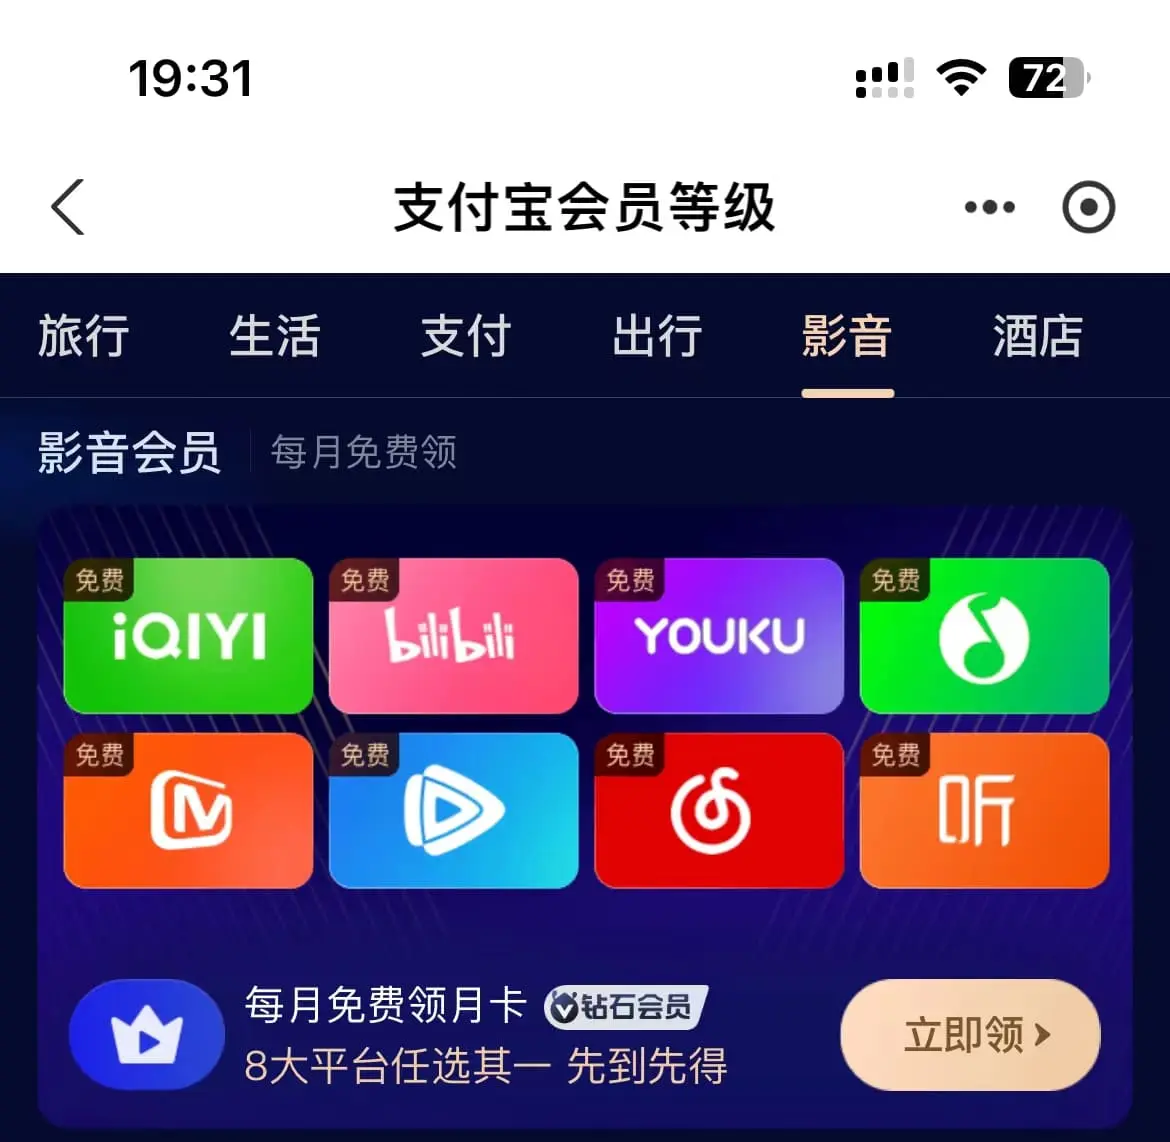 19:31
72
支付宝会员等级
旅行 生活 支付 出行 影音 酒店
影音会员 每月免费领
免费 免费 免费 免费
iQIYI bilibili YOUKU
免费 免费 免费 免费
听
每月免费领月卡 钻石会员
8大平台任选其一 先到先得
立即领